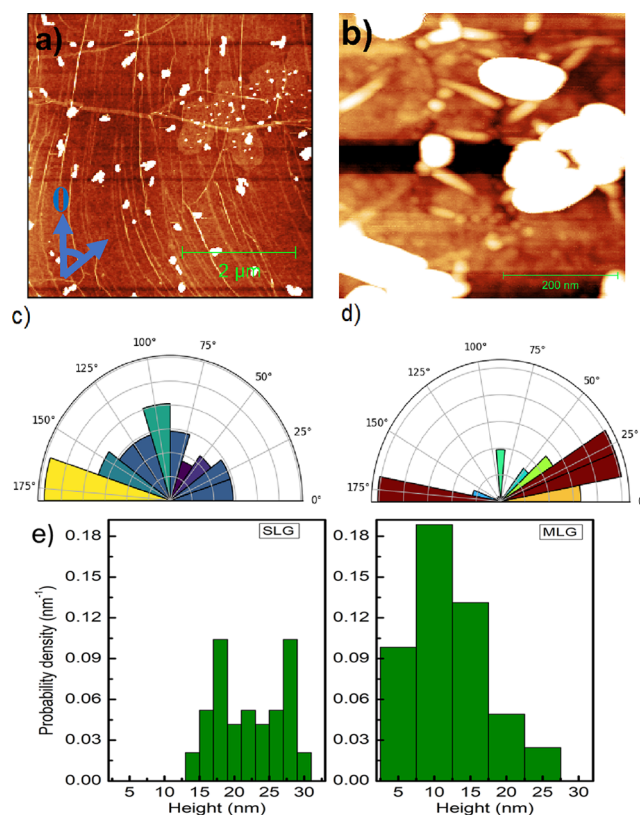 a)
b)
θ
2 µm
200 nm
c)
d)
100° 75°
125° 50°
150° 25°
175° 0°
100° 75°
125° 50°
150° 25°
175° 0
e)
SLG
MLG
Probability density (nm⁻¹)
0.18
0.15
0.12
0.09
0.06
0.03
0.00
5 10 15 20 25 30
Height (nm)
0.18
0.15
0.12
0.09
0.06
0.03
0.00
5 10 15 20 25 30
Height (nm)